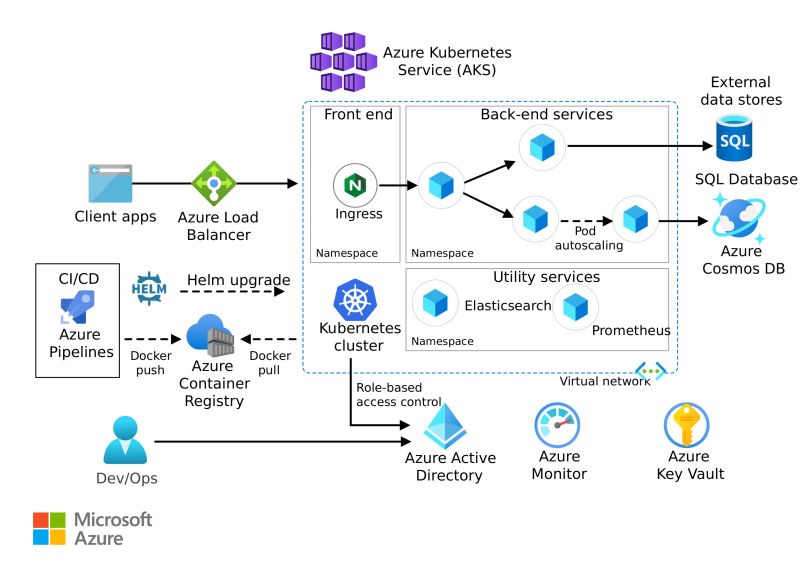 Azure Kubernetes
Service (AKS)
External
data stores
Front end
Back-end services
SQL
SQL Database
Client apps
Azure Load
Balancer
N
Ingress
Pod
autoscaling
Namespace
Namespace
Azure
Cosmos DB
CI/CD
Azure
Pipelines
HELM
Helm upgrade
Utility services
Elasticsearch
Prometheus
Namespace
Kubernetes
cluster
Docker
push
Azure
Container
Registry
Docker
pull
Virtual network
Role-based
access control
Azure Active
Directory
Azure
Monitor
Azure
Key Vault
Dev/Ops
Microsoft
Azure